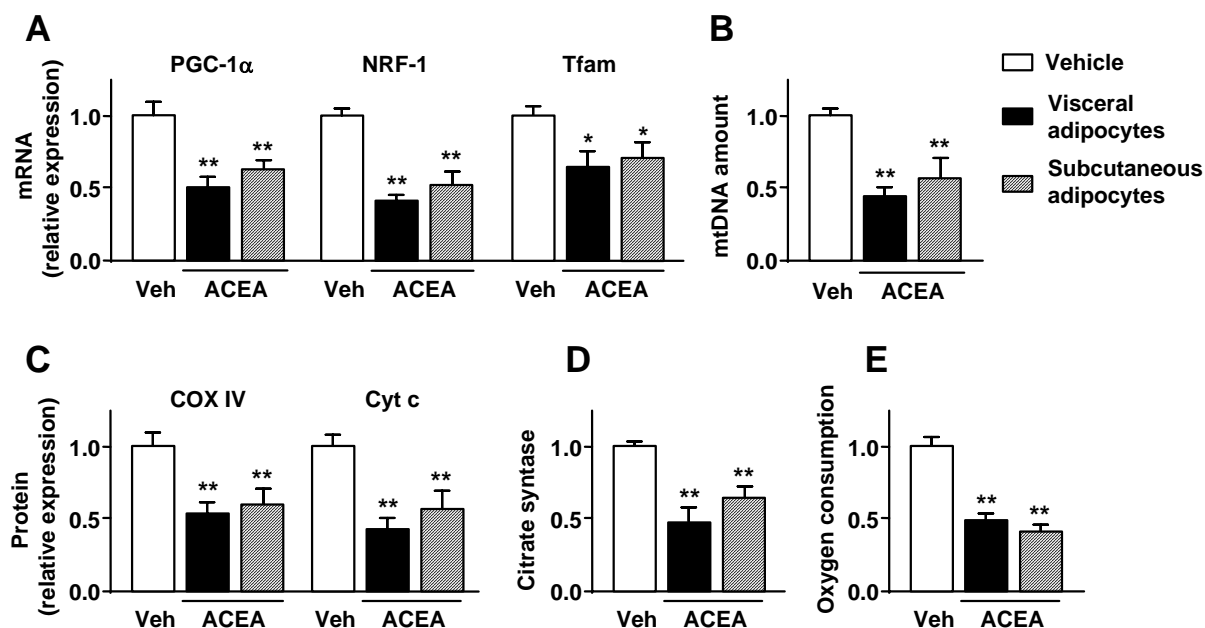 A
PGC-1α
NRF-1
Tfam
mRNA
(relative expression)
1.0
0.5
0.0
**
**
**
**
*
*
Veh
ACEA
Veh
ACEA
Veh
ACEA
B
mtDNA amount
1.0
0.5
0.0
**
**
Veh
ACEA
Vehicle
Visceral
adipocytes
Subcutaneous
adipocytes
C
COX IV
Cyt c
Protein
(relative expression)
1.0
0.5
0.0
**
**
**
**
Veh
ACEA
Veh
ACEA
D
Citrate syntase
1.0
0.5
0.0
**
**
Veh
ACEA
E
Oxygen consumption
1.0
0.5
0.0
**
**
Veh
ACEA